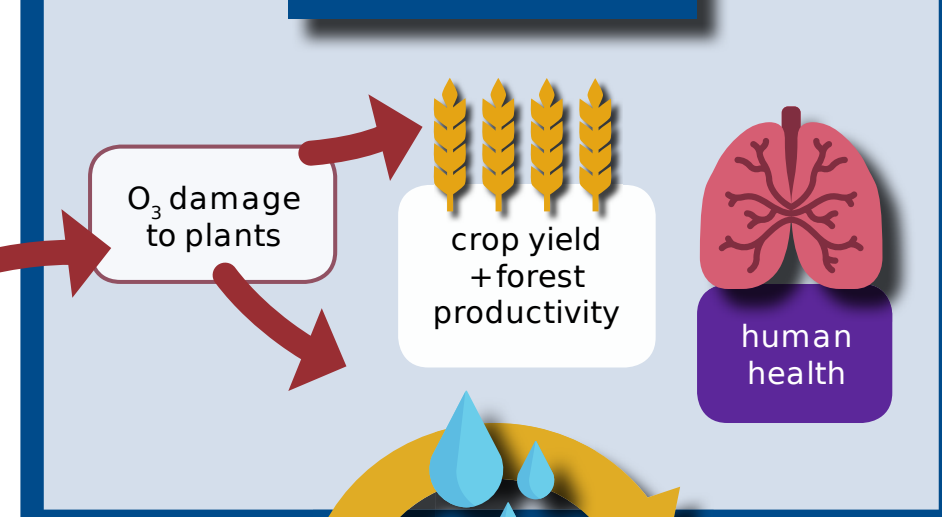 O₃ damage
to plants
crop yield
+forest
productivity
human
health